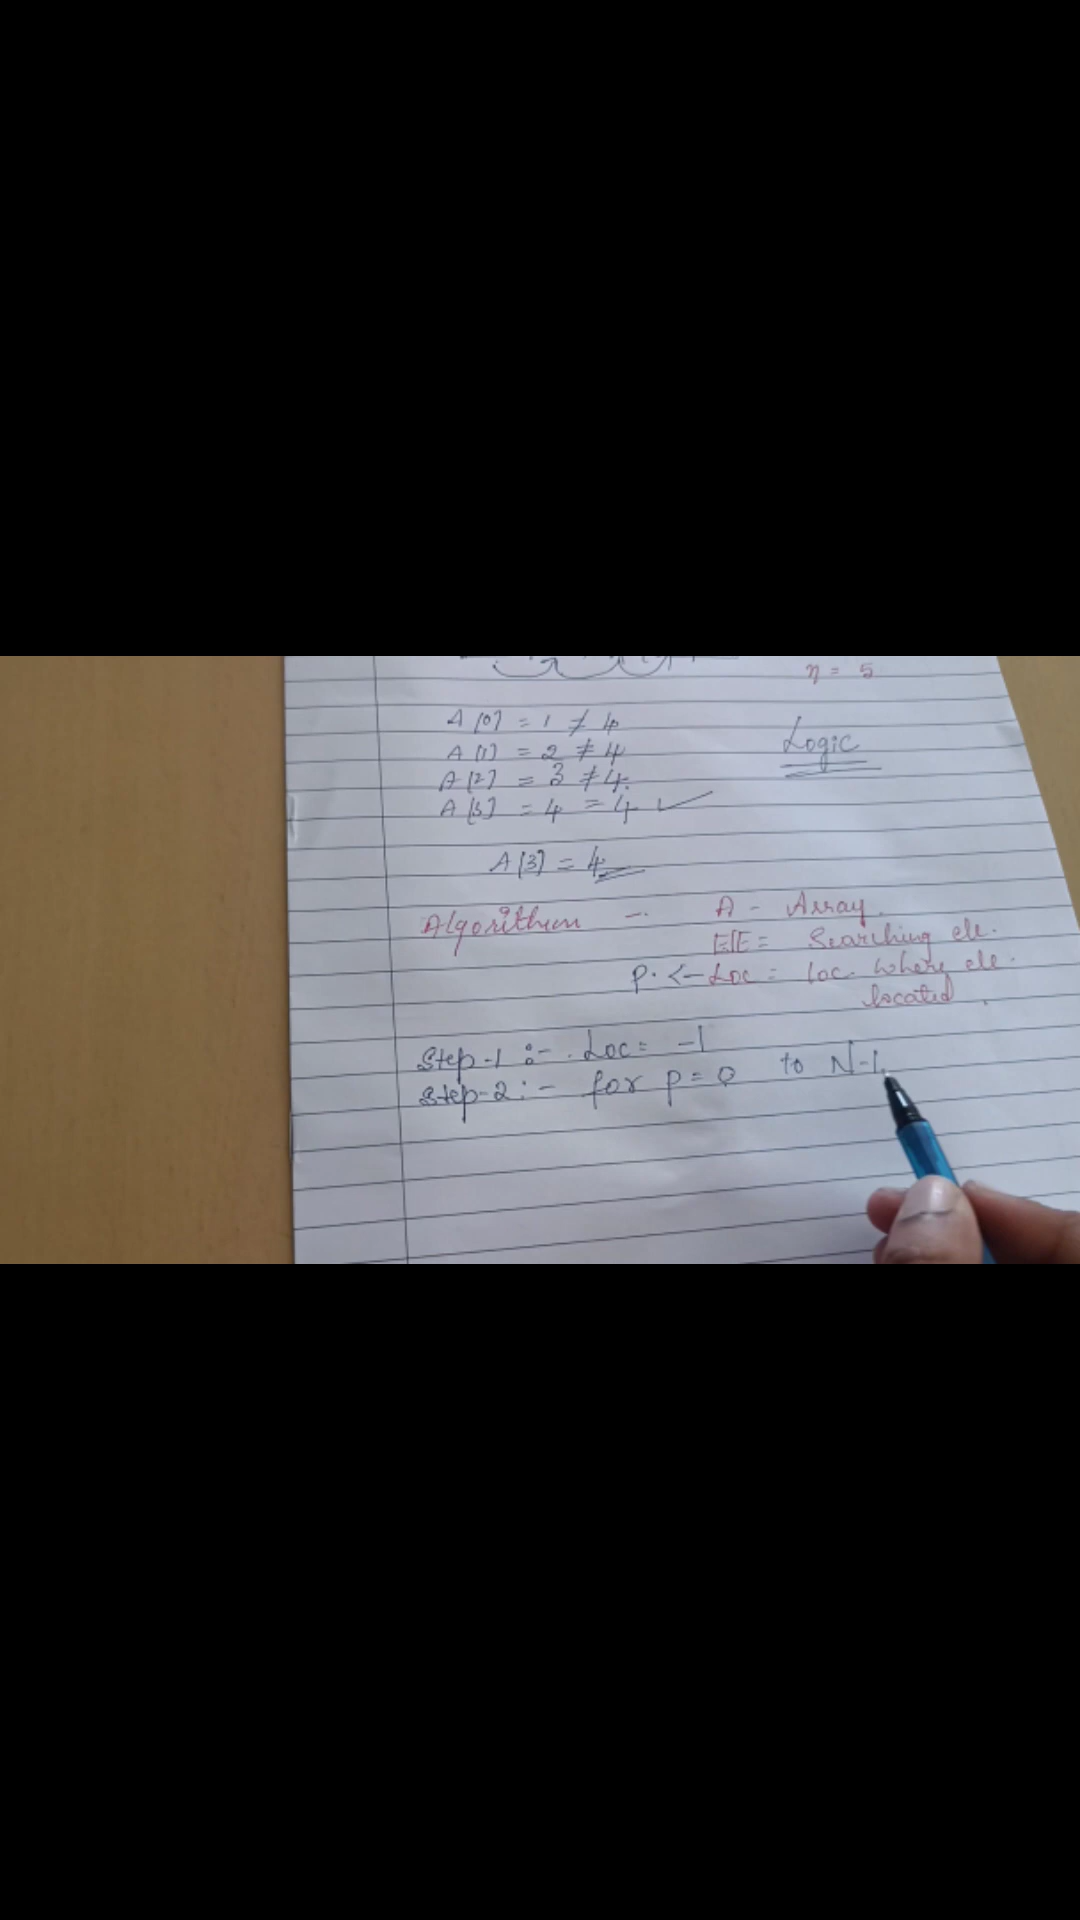 n = 5
A[0] = 1 ≠ 4
Logic
A[1] = 2 ≠ 4
A[2] = 3 ≠ 4.
A[3] = 4 = 4 ✓
A[3] = 4
Algorithm -. A - Array.
ElE = Searching ele.
P. <- Loc = loc. where ele.
located.
Step-1 :- . Loc = -1
Step-2 :- for p = 0 to N-1.